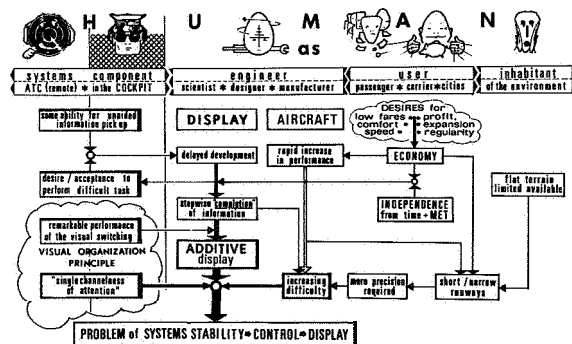 H U M A N
as
systems component
ATC (remote) * in the COCKPIT
engineer
scientist * designer * manufacturer
user
passenger * carrier * cities
inhabitant
of the environment
some ability for unaided
information pick up
DISPLAY
AIRCRAFT
DESIRES for
low fares profit,
comfort expansion
speed regularity
delayed development
rapid increase
in performance
ECONOMY
desire / acceptance to
perform difficult task
flat terrain
limited available
stepwise completion"
of information
INDEPENDENCE
from time + MET
remarkable performance
of the visual switching
VISUAL ORGANIZATION
PRINCIPLE
ADDITIVE
display
"singlechannelness
of attention"
increasing
difficulty
more precision
required
short / narrow
runways
PROBLEM of SYSTEMS STABILITY CONTROL DISPLAY